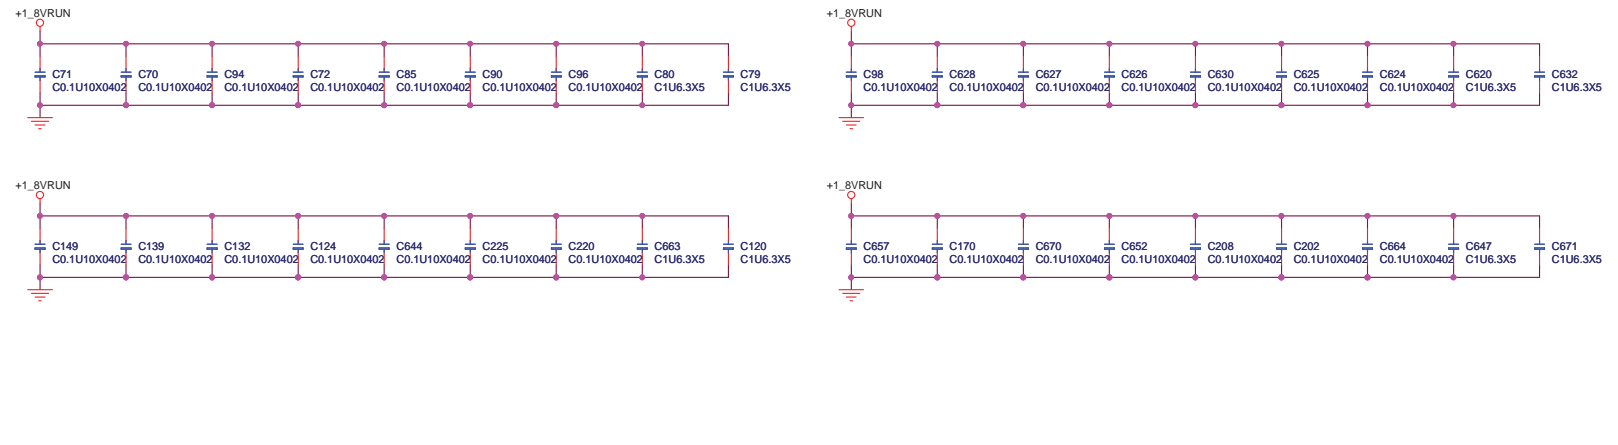 +1_8VRUN
C71 C70 C94 C72 C85 C90 C96 C80 C79
C0.1U10X0402 C0.1U10X0402 C0.1U10X0402 C0.1U10X0402 C0.1U10X0402 C0.1U10X0402 C0.1U10X0402 C1U6.3X5 C1U6.3X5
+1_8VRUN
C98 C628 C627 C626 C630 C625 C624 C620 C632
C0.1U10X0402 C0.1U10X0402 C0.1U10X0402 C0.1U10X0402 C0.1U10X0402 C0.1U10X0402 C0.1U10X0402 C1U6.3X5 C1U6.3X5
+1_8VRUN
C149 C139 C132 C124 C644 C225 C220 C663 C120
C0.1U10X0402 C0.1U10X0402 C0.1U10X0402 C0.1U10X0402 C0.1U10X0402 C0.1U10X0402 C0.1U10X0402 C1U6.3X5 C1U6.3X5
+1_8VRUN
C657 C170 C670 C652 C208 C202 C664 C647 C671
C0.1U10X0402 C0.1U10X0402 C0.1U10X0402 C0.1U10X0402 C0.1U10X0402 C0.1U10X0402 C0.1U10X0402 C1U6.3X5 C1U6.3X5